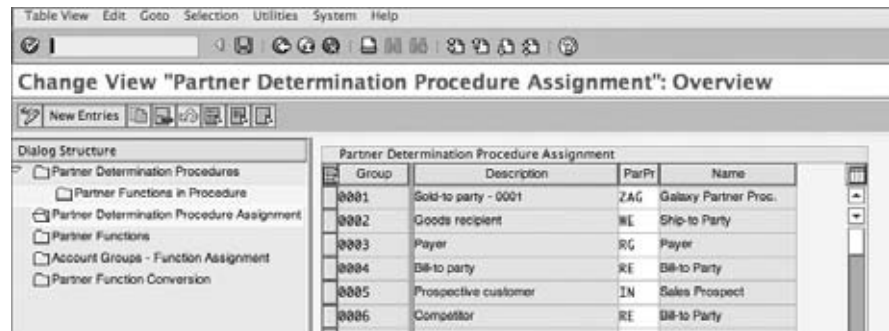 Table View Edit Goto Selection Utilities System Help
Change View "Partner Determination Procedure Assignment": Overview
New Entries
Dialog Structure
Partner Determination Procedures
Partner Functions in Procedure
Partner Determination Procedure Assignment
Partner Functions
Account Groups - Function Assignment
Partner Function Conversion
Partner Determination Procedure Assignment
Group Description ParPr Name
0001 Sold-to party - 0001 ZAG Galaxy Partner Proc.
0002 Goods recipient WE Ship-to Party
0003 Payer RG Payer
0004 Bill-to party RE Bill-to Party
0005 Prospective customer IN Sales Prospect
0006 Competitor RE Bill-to Party